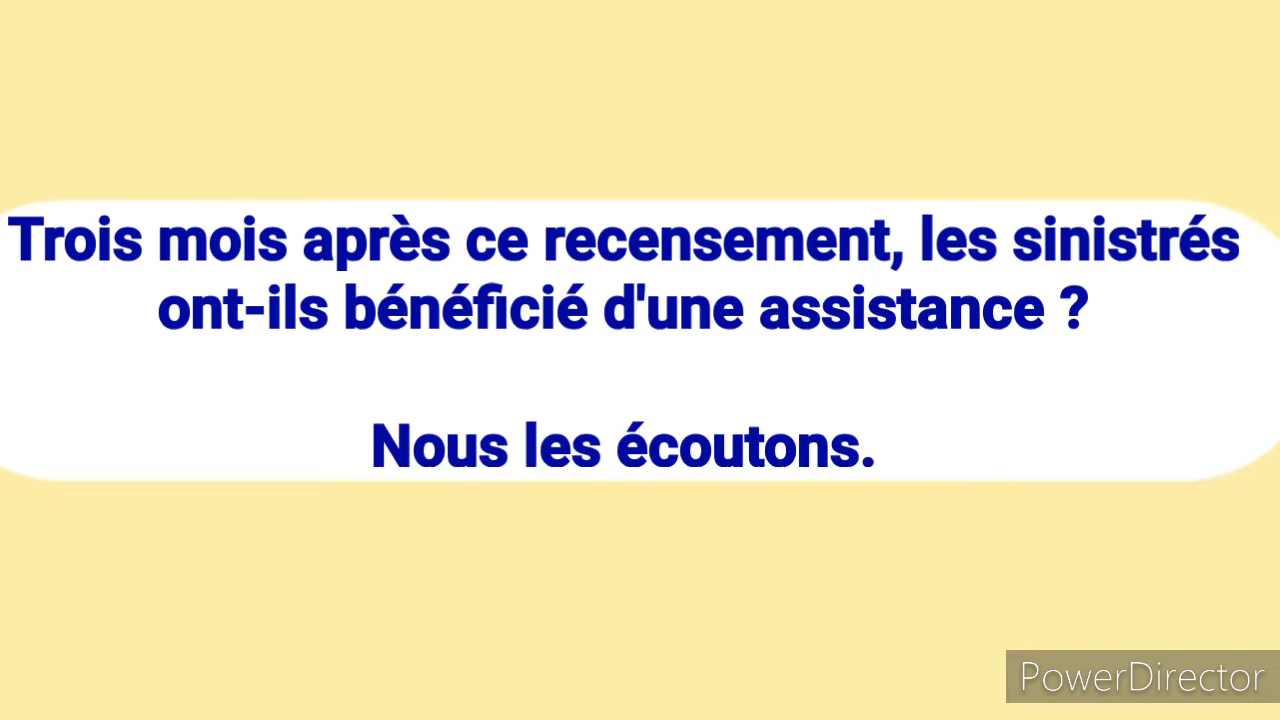 Trois mois après ce recensement, les sinistrés
ont-ils bénéficié d'une assistance ?
Nous les écoutons.
PowerDirector